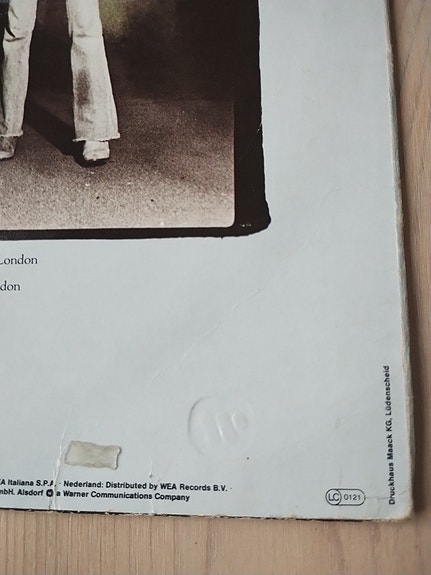 London
don
A Italiana S.P.A. · Nederland: Distributed by WEA Records B.V. ·
mbH. Alsdorf a Warner Communications Company
LC 0121
Druckhaus Maack KG, Lüdenscheid